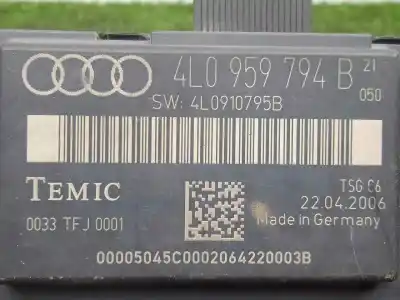 4L0 959 794 B 21
050
SW: 4L0910795B
TEMIC
TSG C6
22.04.2006
0033 TFJ 0001
Made in Germany
00005045C0002064220003B